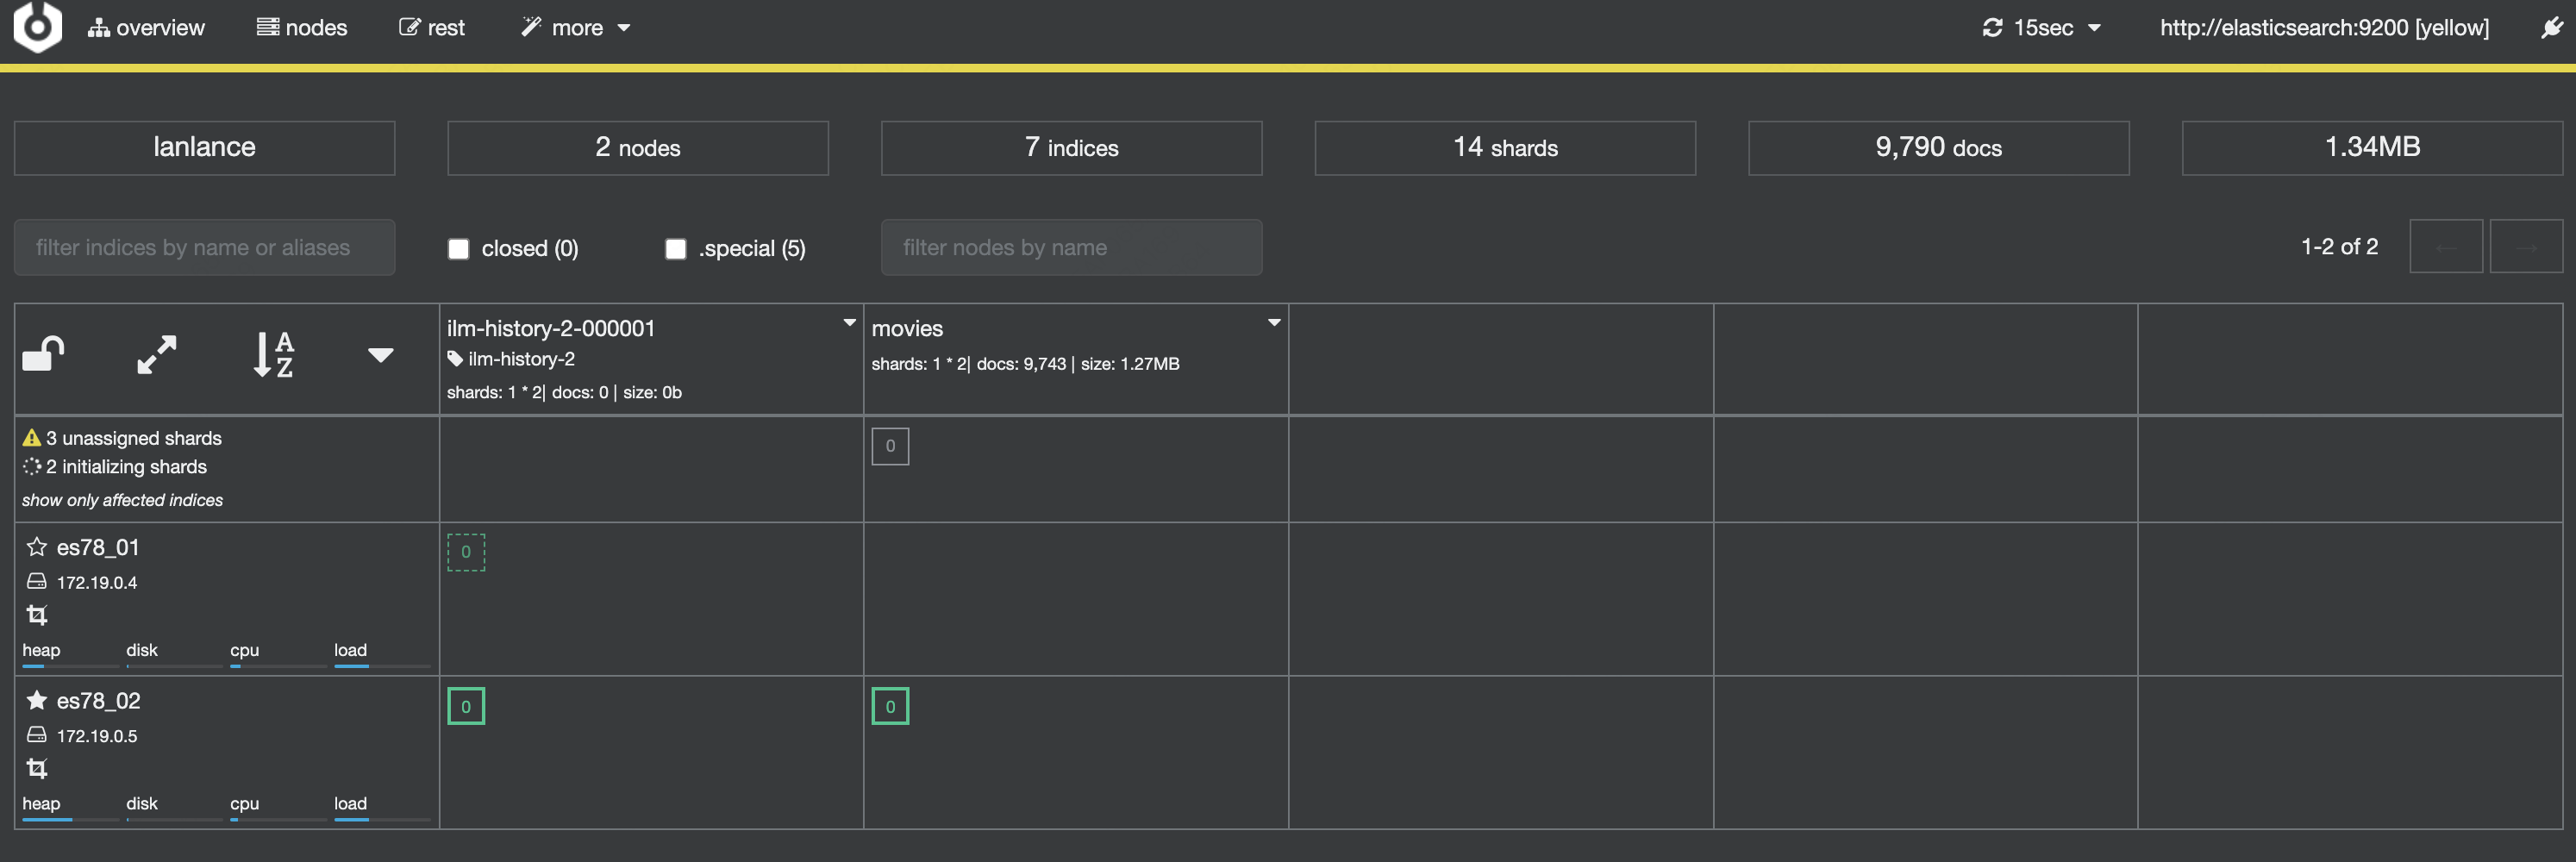 overview nodes rest more 15sec http://elasticsearch:9200 [yellow]
lanlance 2 nodes 7 indices 14 shards 9,790 docs 1.34MB
filter indices by name or aliases closed (0) .special (5) filter nodes by name 1-2 of 2 ← →
A Z
ilm-history-2-000001
ilm-history-2
shards: 1 * 2| docs: 0 | size: 0b
movies
shards: 1 * 2| docs: 9,743 | size: 1.27MB
3 unassigned shards
2 initializing shards
show only affected indices
0
es78_01
172.19.0.4
heap disk cpu load
0
es78_02
172.19.0.5
heap disk cpu load
0 0